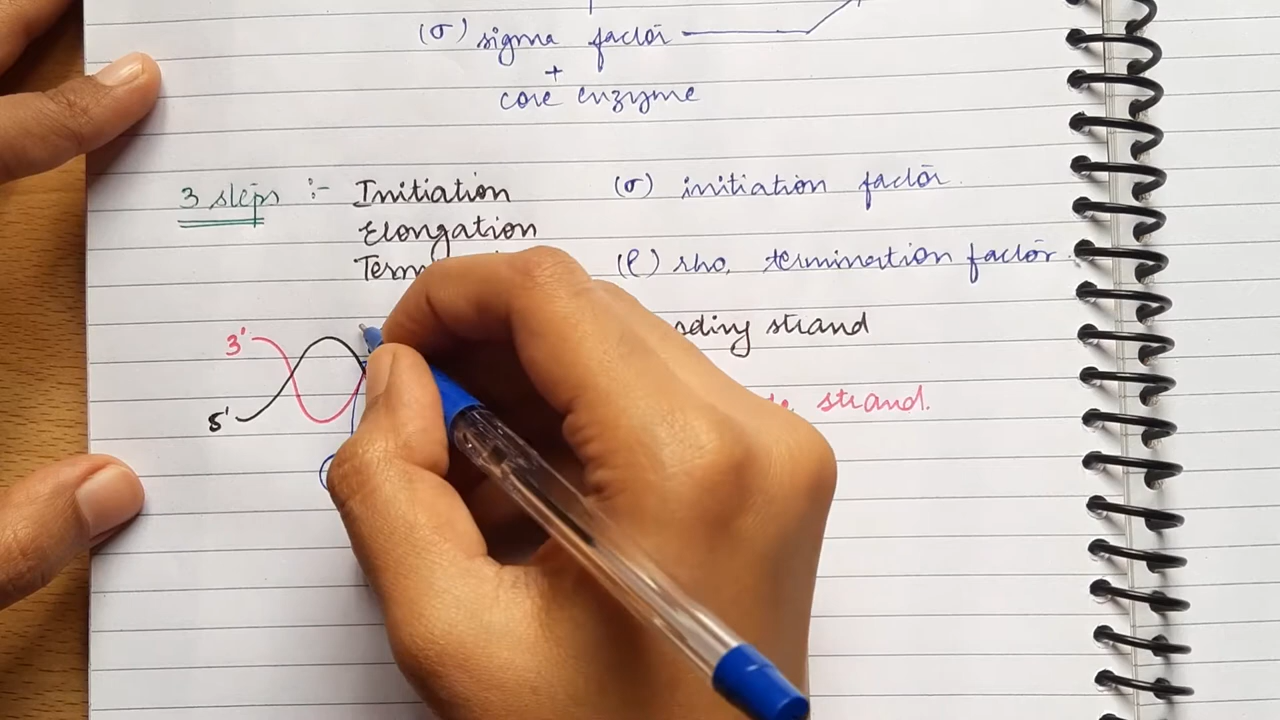 (σ) sigma factor
+
core enzyme
3 steps :- Initiation (σ) initiation factor.
Elongation
(ρ) rho, termination factor.
3'
strand
5'
strand.